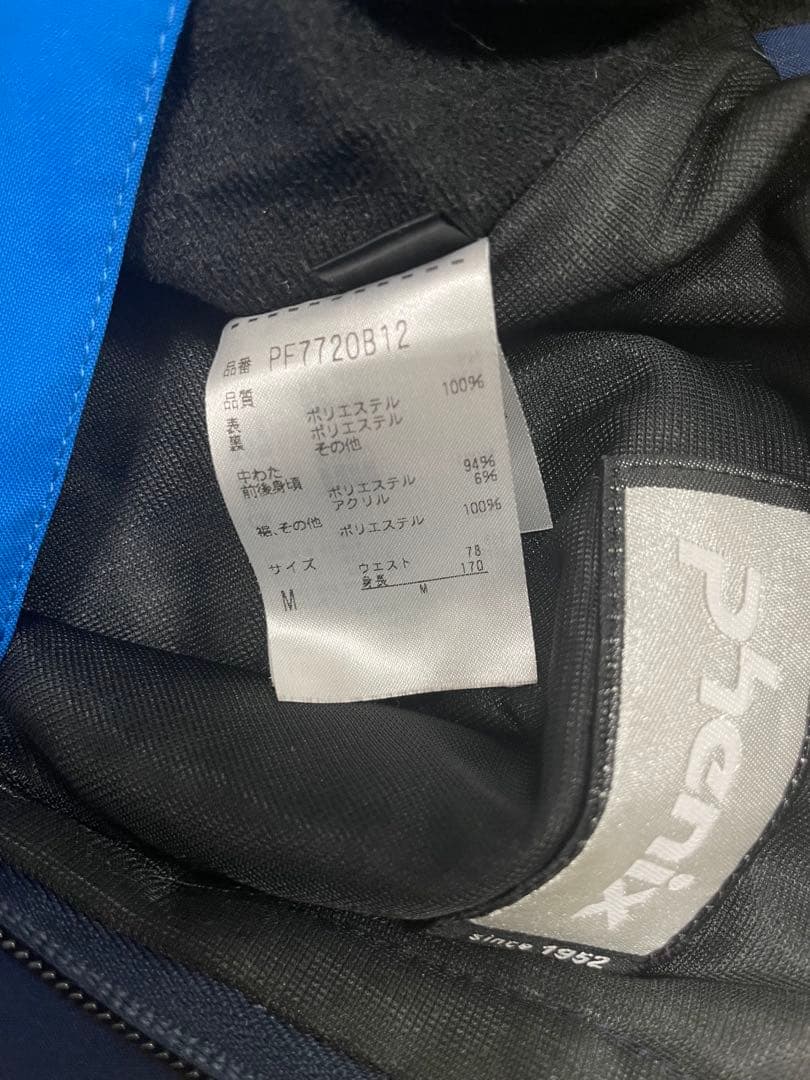 品番 PF7720B12
品質
表 ポリエステル 100%
裏 ポリエステル
その他
中わた
前後身頃 ポリエステル 94%
アクリル 6%
裾、その他 ポリエステル 100%
サイズ ウエスト 78
身長 170
M M
phenix
since 1952